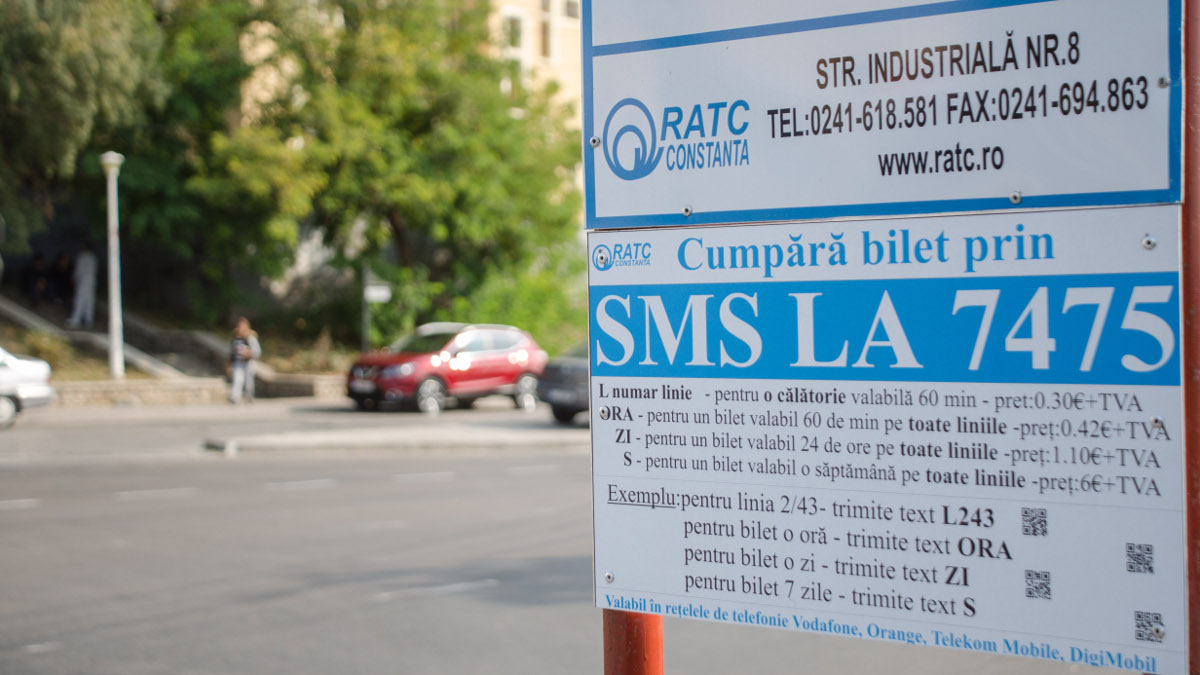 STR. INDUSTRIALĂ NR.8
RATC
CONSTANTA
TEL:0241-618.581 FAX:0241-694.863
www.ratc.ro
RATC
CONSTANTA
Cumpără bilet prin
SMS LA 7475
L numar linie - pentru o călătorie valabilă 60 min - pret:0.30€+TVA
ORA - pentru un bilet valabil 60 de min pe toate liniile -preț:0.42€+TVA
ZI - pentru un bilet valabil 24 de ore pe toate liniile -preț:1.10€+TVA
S - pentru un bilet valabil o săptămână pe toate liniile -preț:6€+TVA
Exemplu:pentru linia 2/43- trimite text L243
pentru bilet o oră - trimite text ORA
pentru bilet o zi - trimite text ZI
pentru bilet 7 zile - trimite text S
Valabil în rețelele de telefonie Vodafone, Orange, Telekom Mobile, DigiMobil